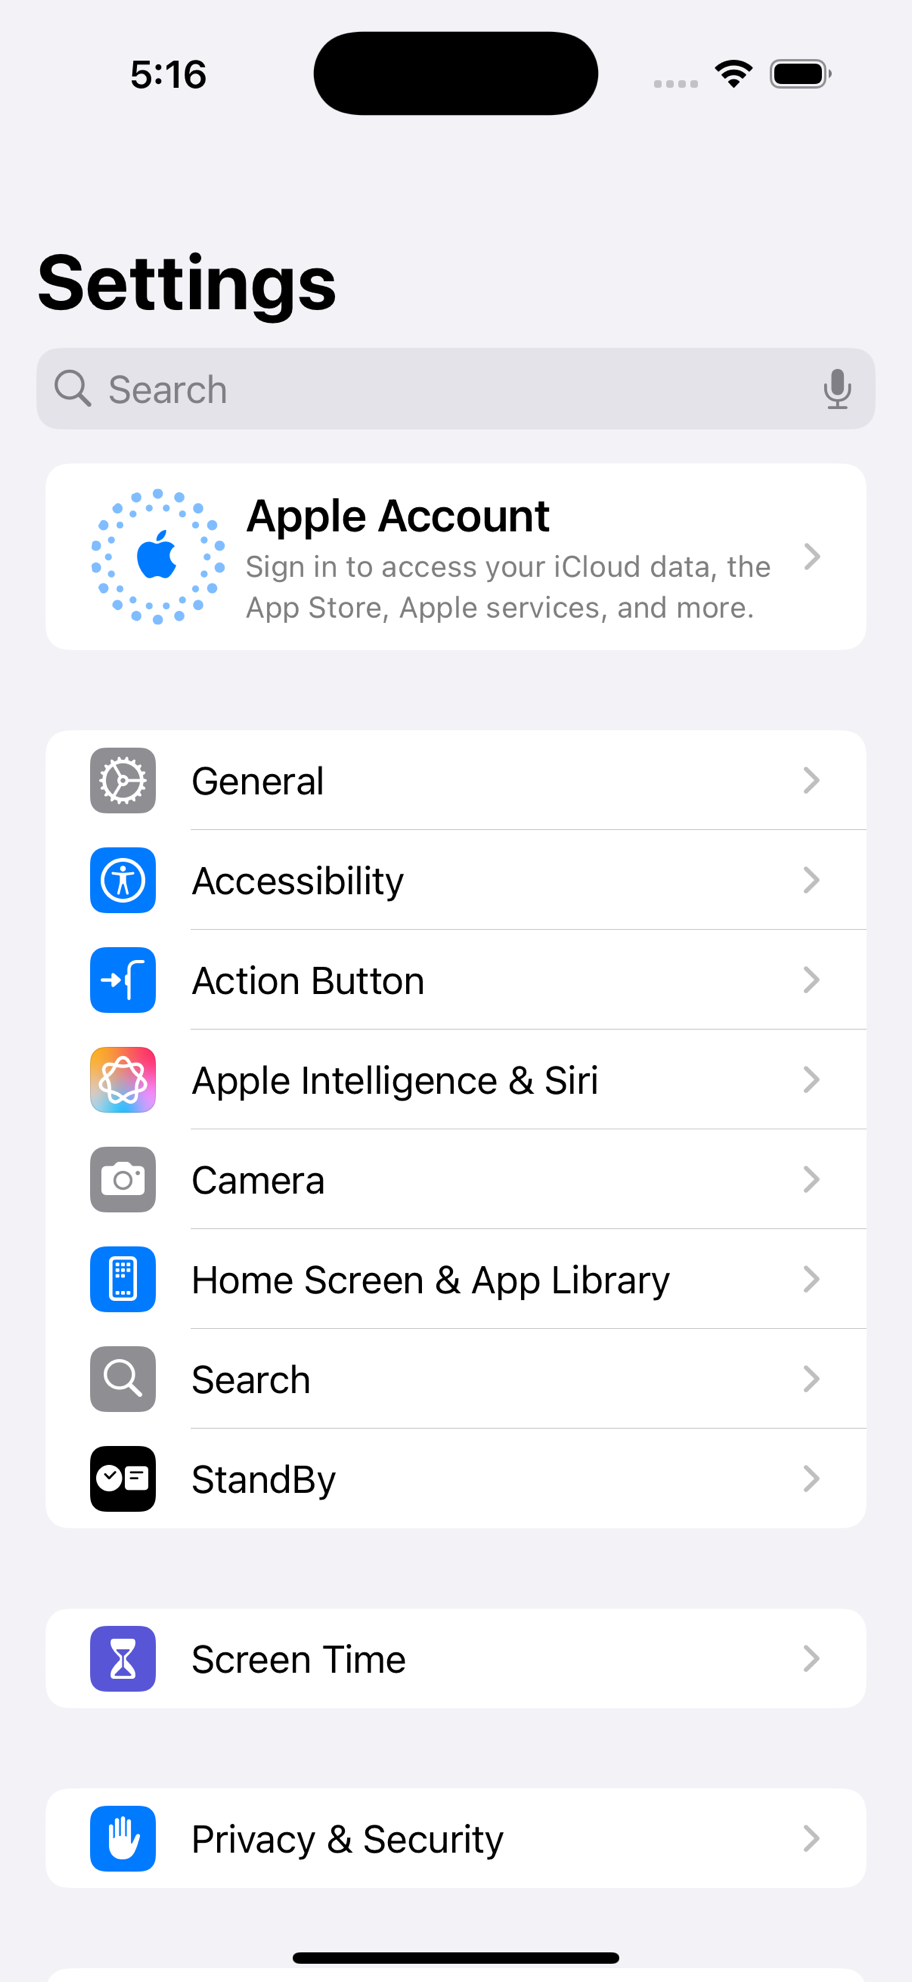 5:16
Settings
Search
Apple Account
Sign in to access your iCloud data, the
App Store, Apple services, and more.
General
Accessibility
Action Button
Apple Intelligence & Siri
Camera
Home Screen & App Library
Search
StandBy
Screen Time
Privacy & Security